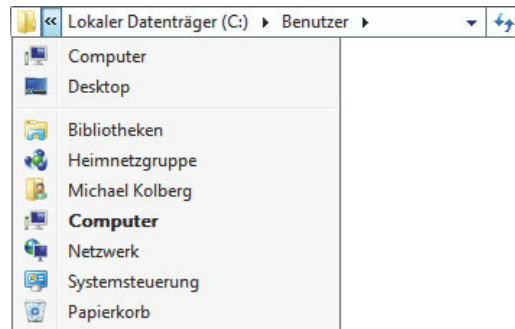 « Lokaler Datenträger (C:) Benutzer
Computer
Desktop
Bibliotheken
Heimnetzgruppe
Michael Kolberg
Computer
Netzwerk
Systemsteuerung
Papierkorb